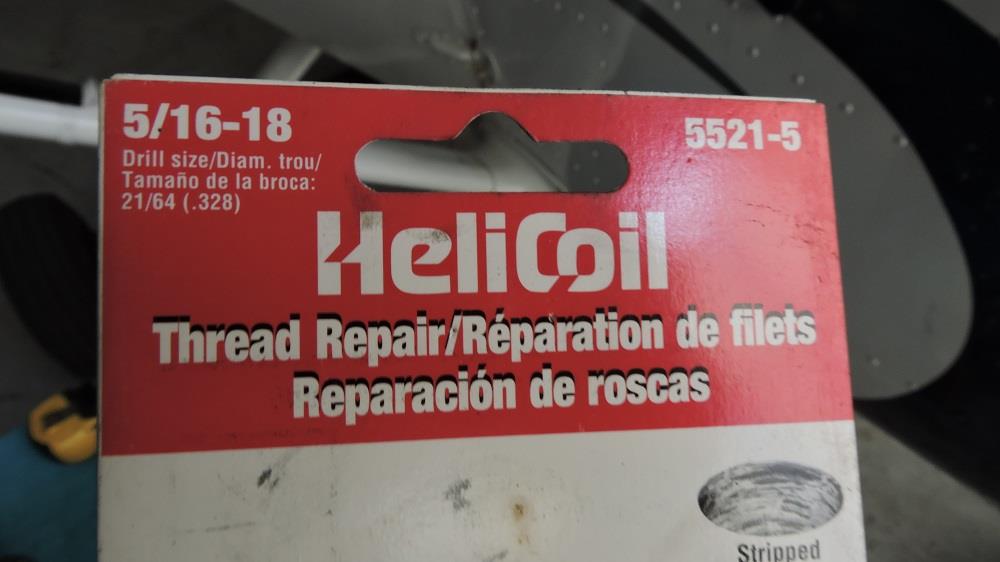 5/16-18
5521-5
Drill size/Diam. trou/
Tamaño de la broca:
21/64 (.328)
HeliCoil
Thread Repair/Réparation de filets
Reparación de roscas
Stripped